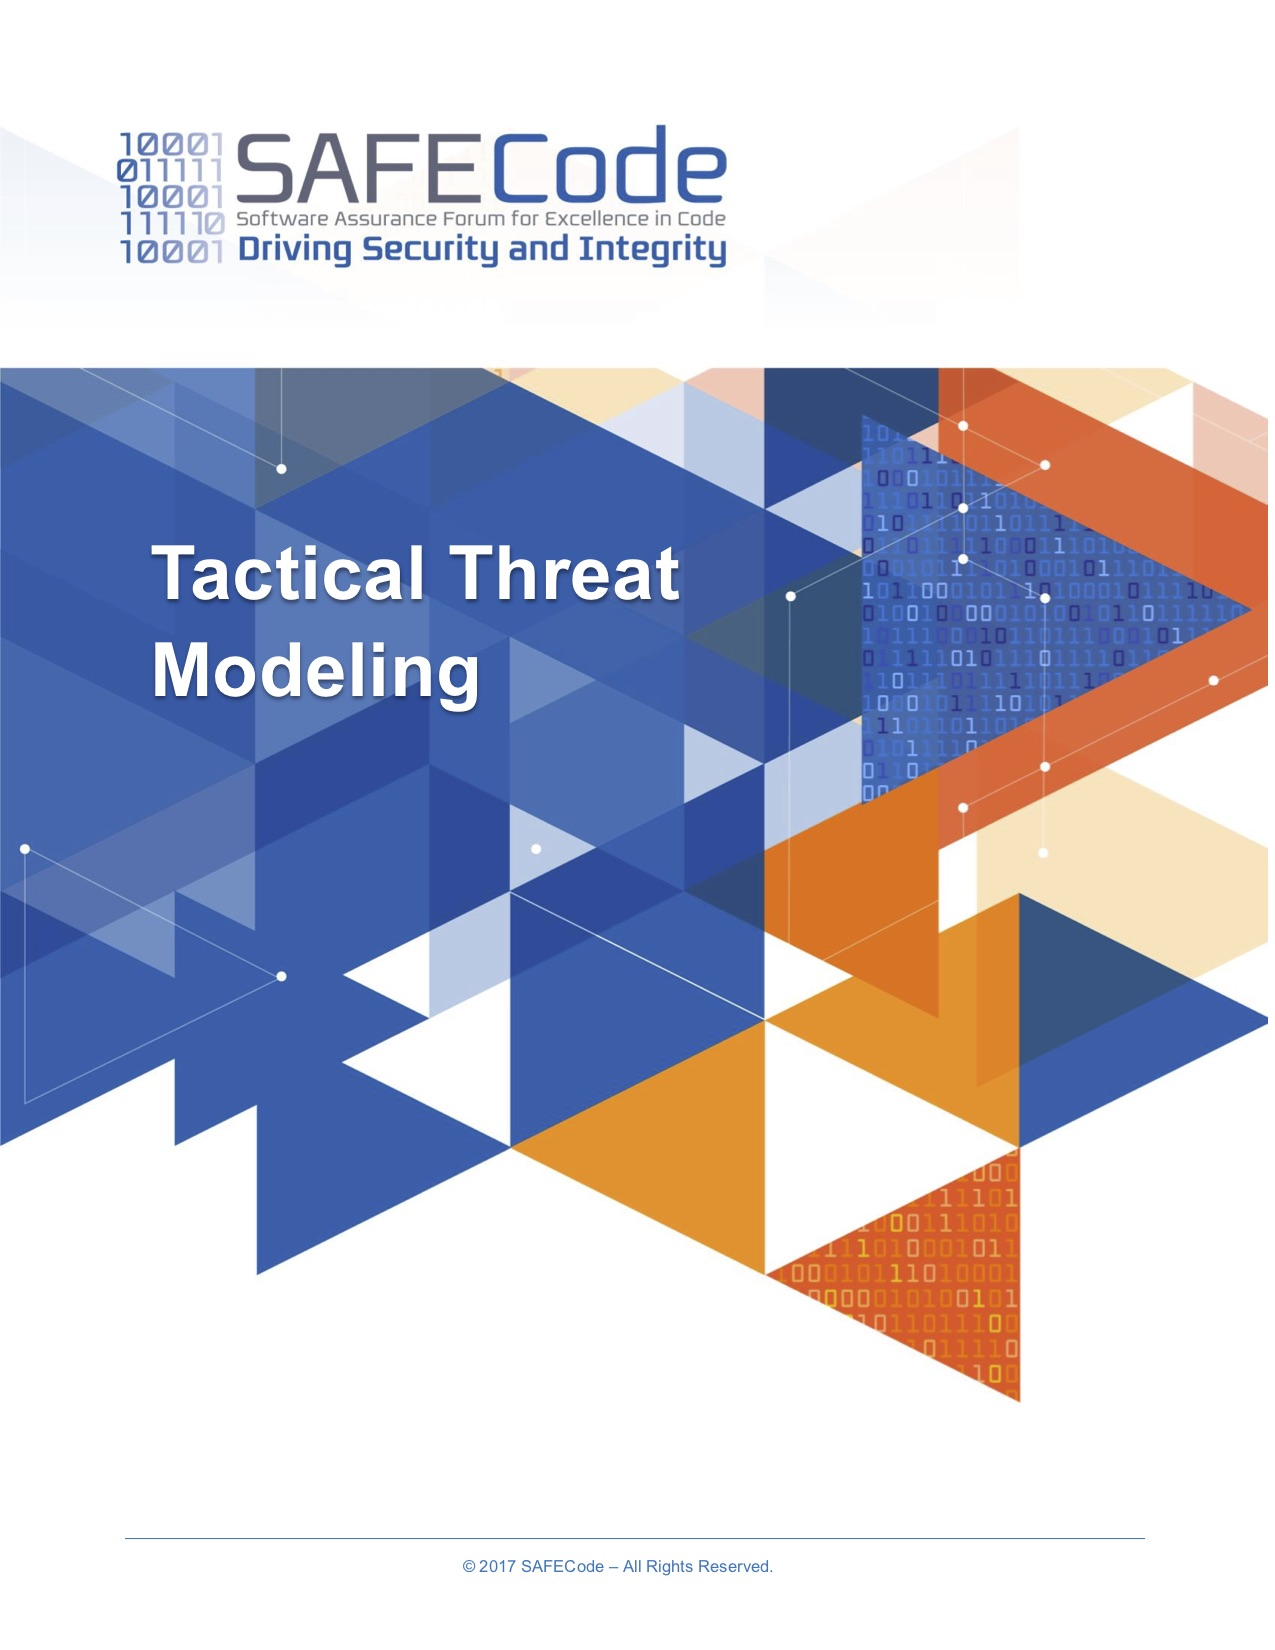 10001
011111
10001
111110
10001
SAFECode
Software Assurance Forum for Excellence in Code
Driving Security and Integrity
Tactical Threat
Modeling
© 2017 SAFECode – All Rights Reserved.